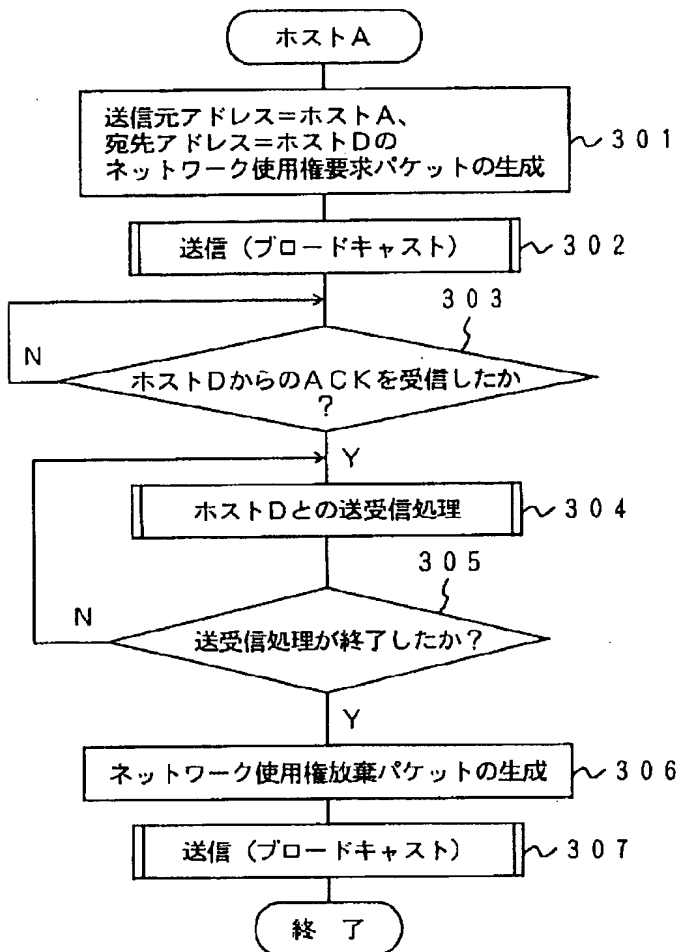 ホストA
送信元アドレス＝ホストA、
宛先アドレス＝ホストDの
ネットワーク使用権要求パケットの生成
301
送信（ブロードキャスト）
302
303
N
ホストDからのACKを受信したか
?
Y
ホストDとの送受信処理
304
305
N
送受信処理が終了したか?
Y
ネットワーク使用権放棄パケットの生成
306
送信（ブロードキャスト）
307
終 了